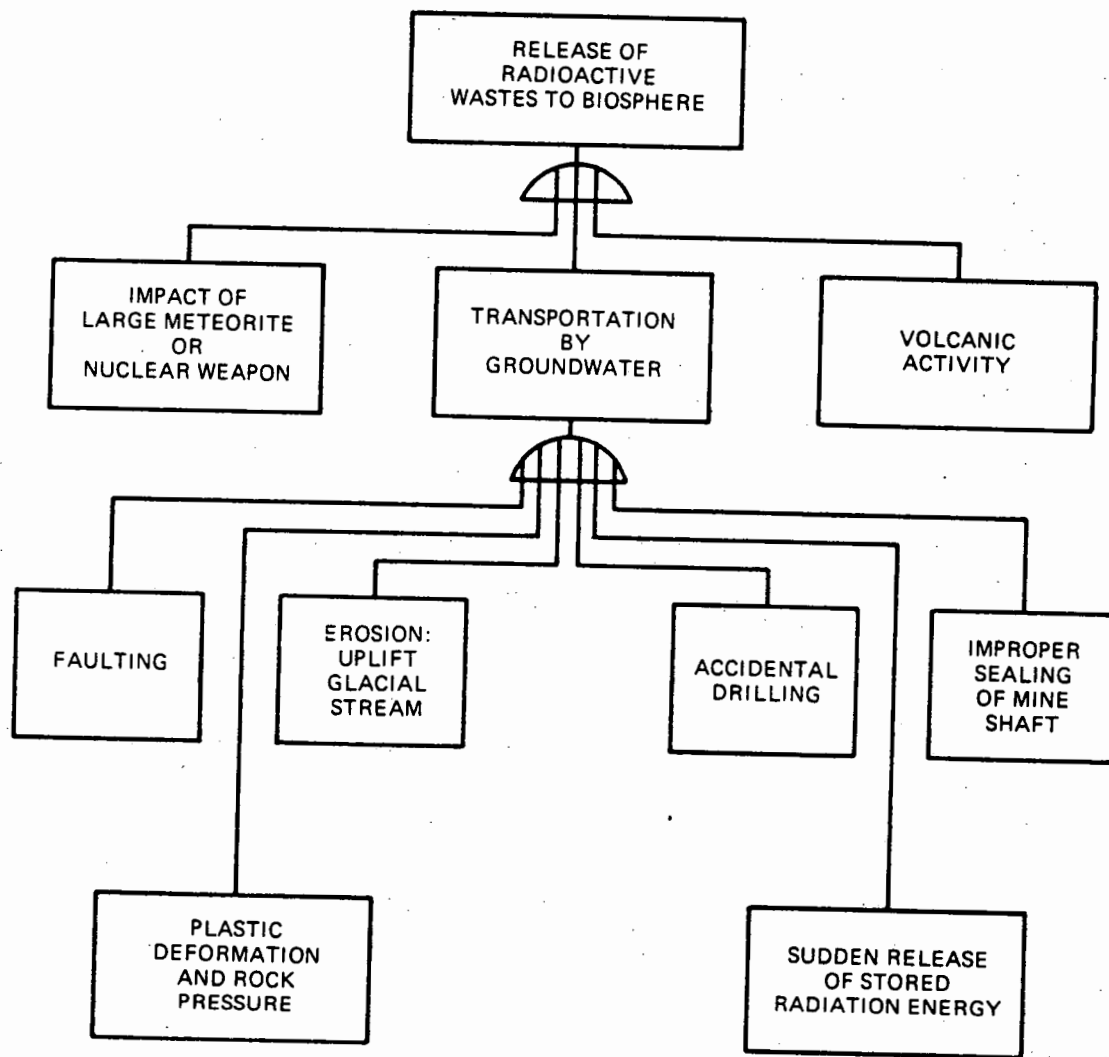 RELEASE OF
RADIOACTIVE
WASTES TO BIOSPHERE
IMPACT OF
LARGE METEORITE
OR
NUCLEAR WEAPON
TRANSPORTATION
BY
GROUNDWATER
VOLCANIC
ACTIVITY
FAULTING
EROSION:
UPLIFT
GLACIAL
STREAM
ACCIDENTAL
DRILLING
IMPROPER
SEALING
OF MINE
SHAFT
PLASTIC
DEFORMATION
AND ROCK
PRESSURE
SUDDEN RELEASE
OF STORED
RADIATION ENERGY